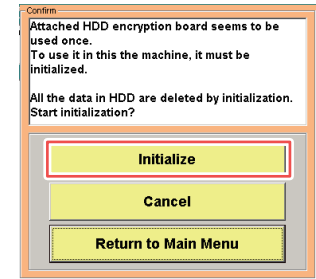 Confirm
Attached HDD encryption board seems to be
used once.
To use it in this the machine, it must be
initialized.
All the data in HDD are deleted by initialization.
Start initialization?
Initialize
Cancel
Return to Main Menu